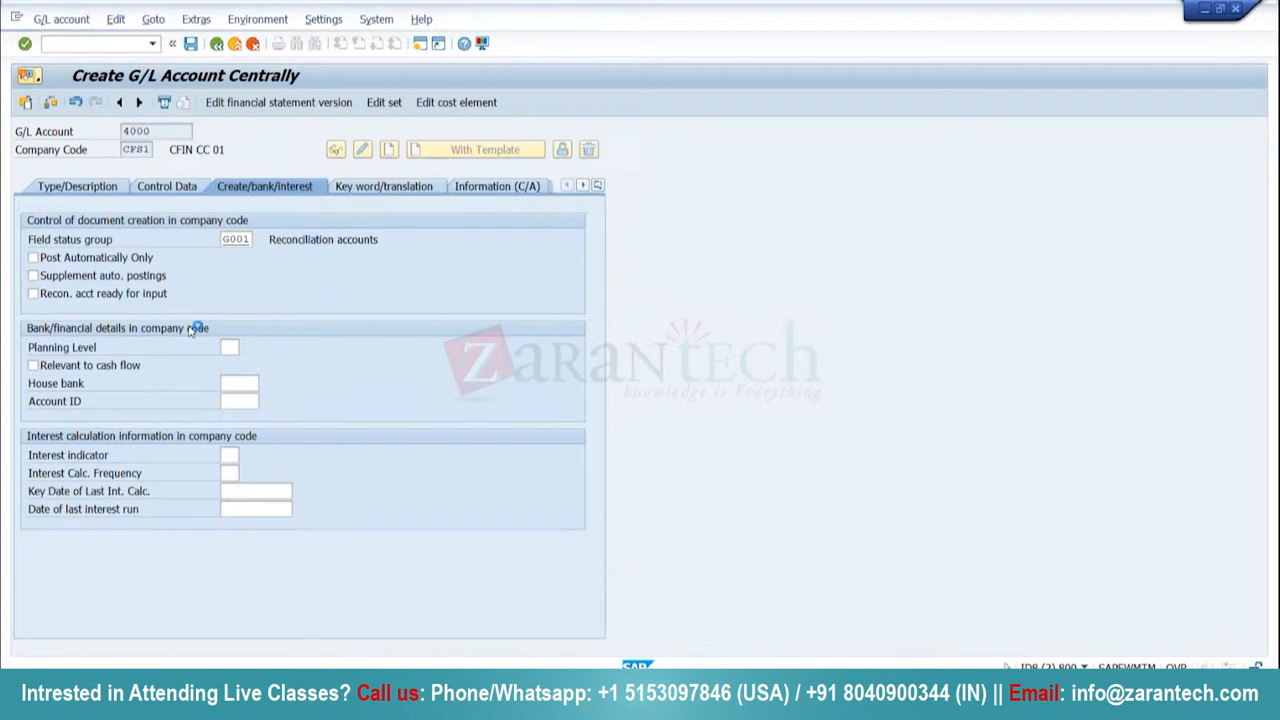 G/L account Edit Goto Extras Environment Settings System Help
Create G/L Account Centrally
Edit financial statement version Edit set Edit cost element
G/L Account 4000
Company Code CFS1 CFIN CC 01 With Template
Type/Description Control Data Create/bank/interest Key word/translation Information (C/A)
Control of document creation in company code
Field status group G001 Reconciliation accounts
Post Automatically Only
Supplement auto. postings
Recon. acct ready for input
Bank/financial details in company code
Planning Level
Relevant to cash flow
House bank
Account ID
Interest calculation information in company code
Interest indicator
Interest Calc. Frequency
Key Date of Last Int. Calc.
Date of last interest run
ZARANTECH
knowledge is Everything
SAP
Intrested in Attending Live Classes? Call us: Phone/Whatsapp: +1 5153097846 (USA) / +91 8040900344 (IN) || Email: info@zarantech.com